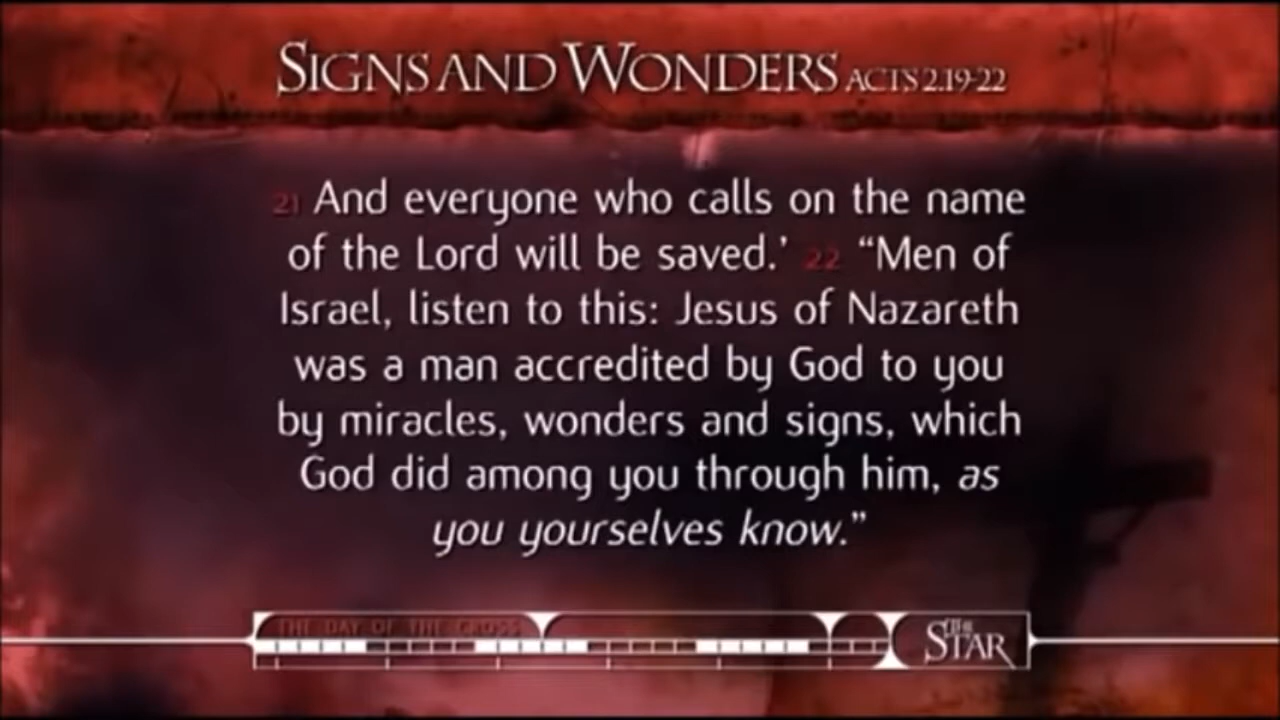 SIGNS AND WONDERS ACTS 2.19-22
21 And everyone who calls on the name
of the Lord will be saved.’ 22 “Men of
Israel, listen to this: Jesus of Nazareth
was a man accredited by God to you
by miracles, wonders and signs, which
God did among you through him, as
you yourselves know.”
THE DAY OF THE CROSS
THE
STAR